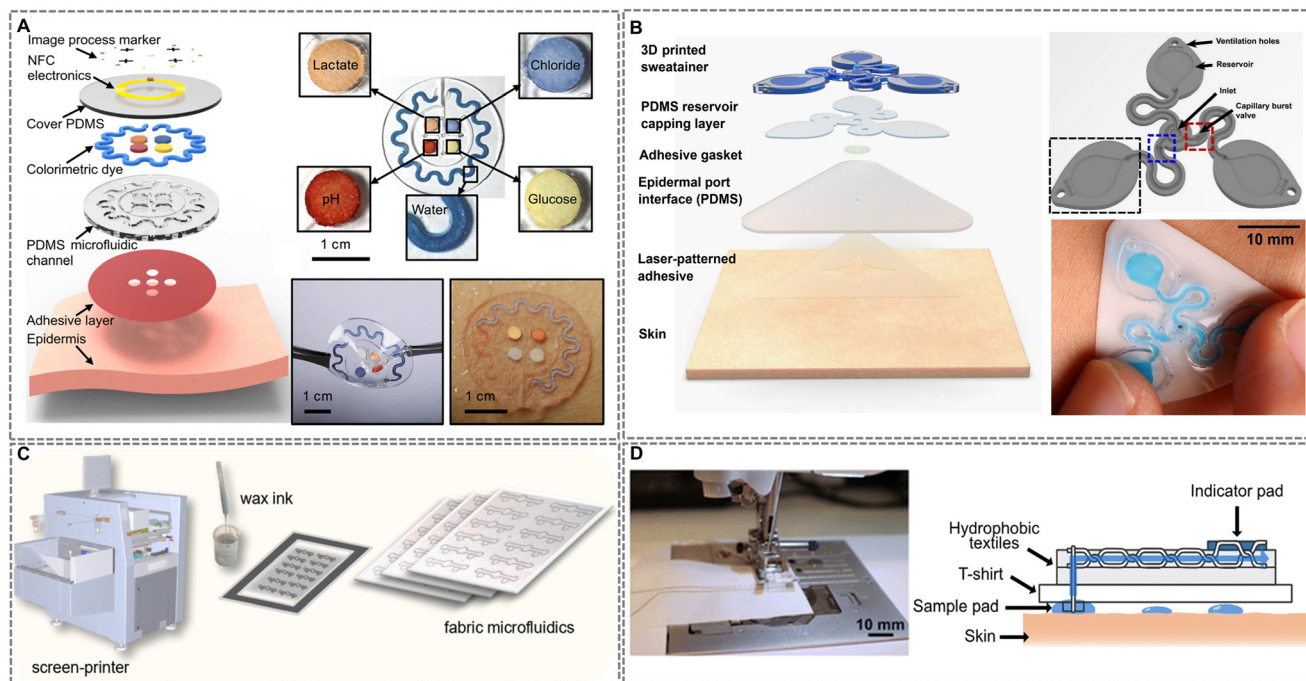 A
Image process marker
NFC
electronics
Cover PDMS
Colorimetric dye
PDMS microfluidic
channel
Adhesive layer
Epidermis
Lactate
Chloride
pH
Glucose
Water
1 cm
1 cm
1 cm
B
3D printed
sweatainer
PDMS reservoir
capping layer
Adhesive gasket
Epidermal port
interface (PDMS)
Laser-patterned
adhesive
Skin
Ventilation holes
Reservoir
Inlet
Capillary burst
valve
10 mm
C
wax ink
screen-printer
fabric microfluidics
D
10 mm
Indicator pad
Hydrophobic
textiles
T-shirt
Sample pad
Skin